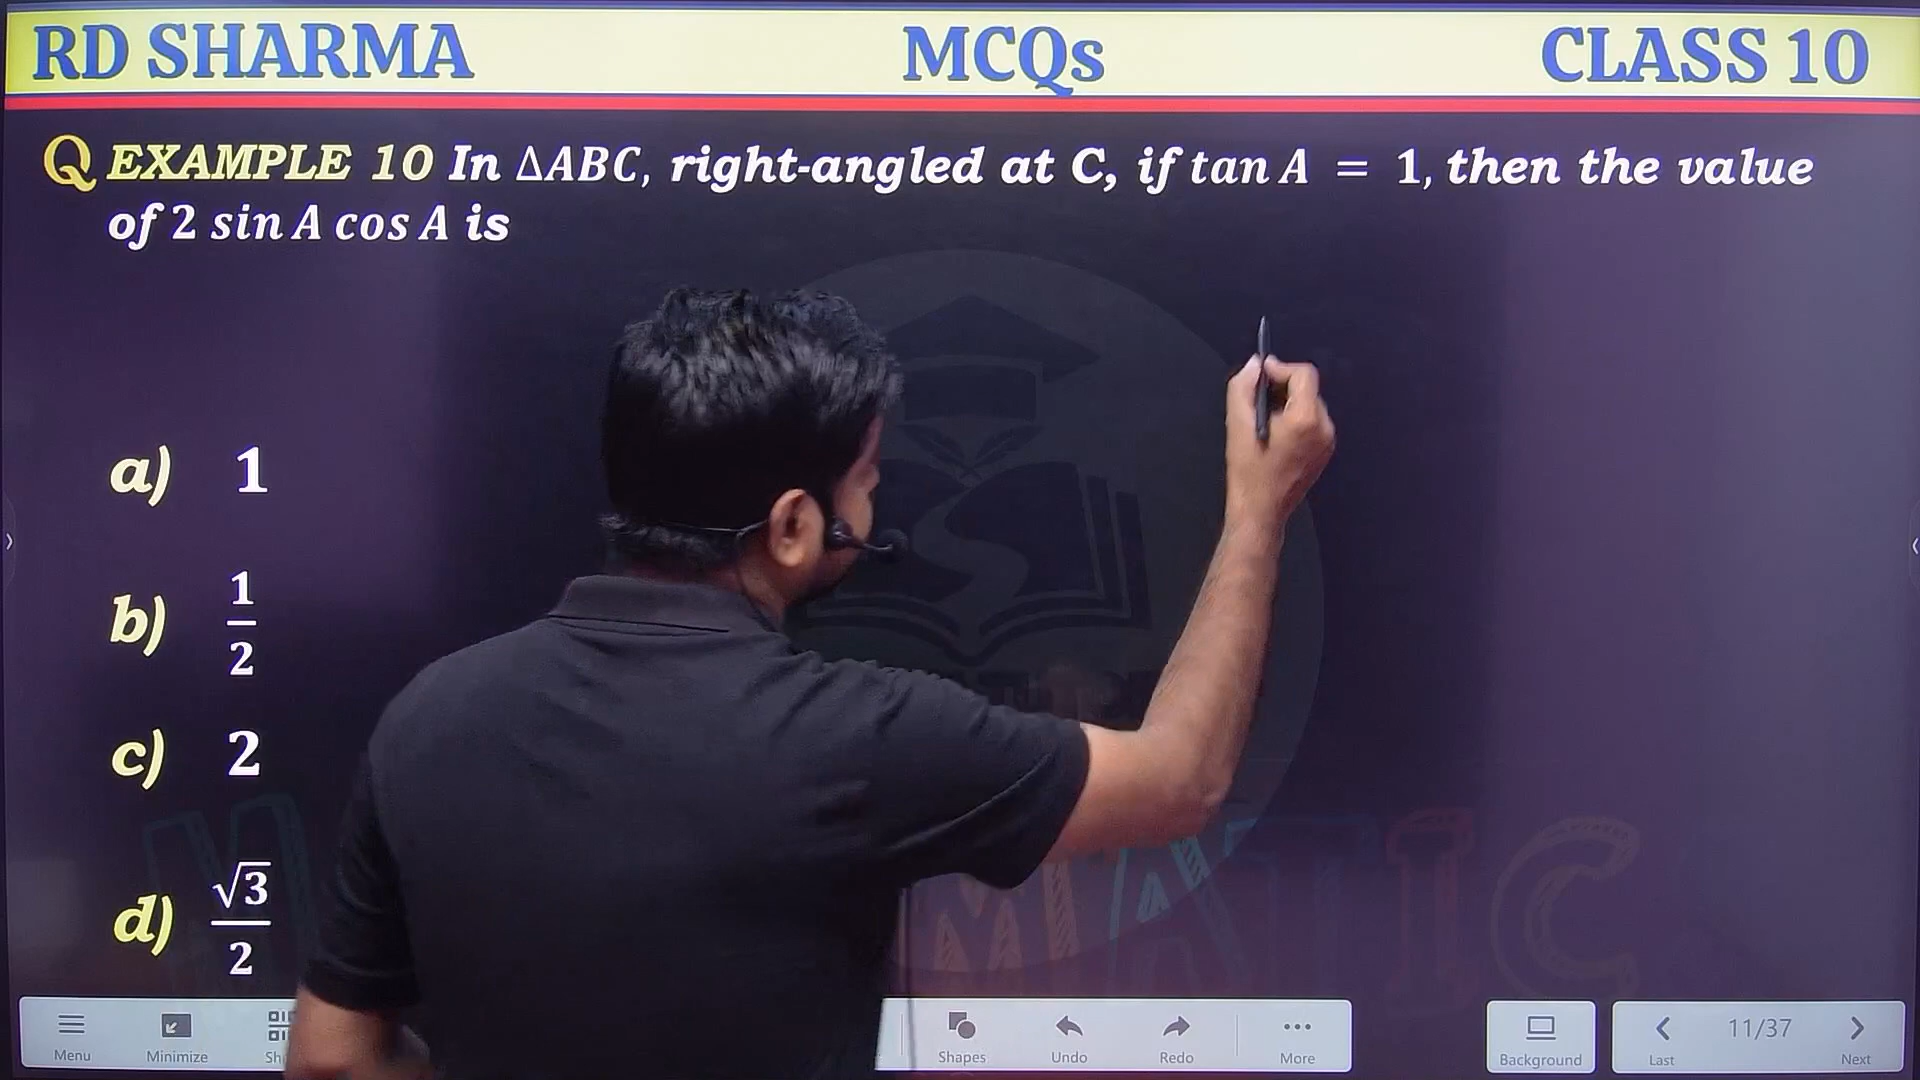 RD SHARMA MCQs CLASS 10
Q EXAMPLE 10 In ΔABC, right-angled at C, if tan A = 1, then the value
of 2 sin A cos A is
a) 1
b) 1/2
c) 2
d) √3/2
Menu Minimize Shapes Undo Redo More Background Last 11/37 Next